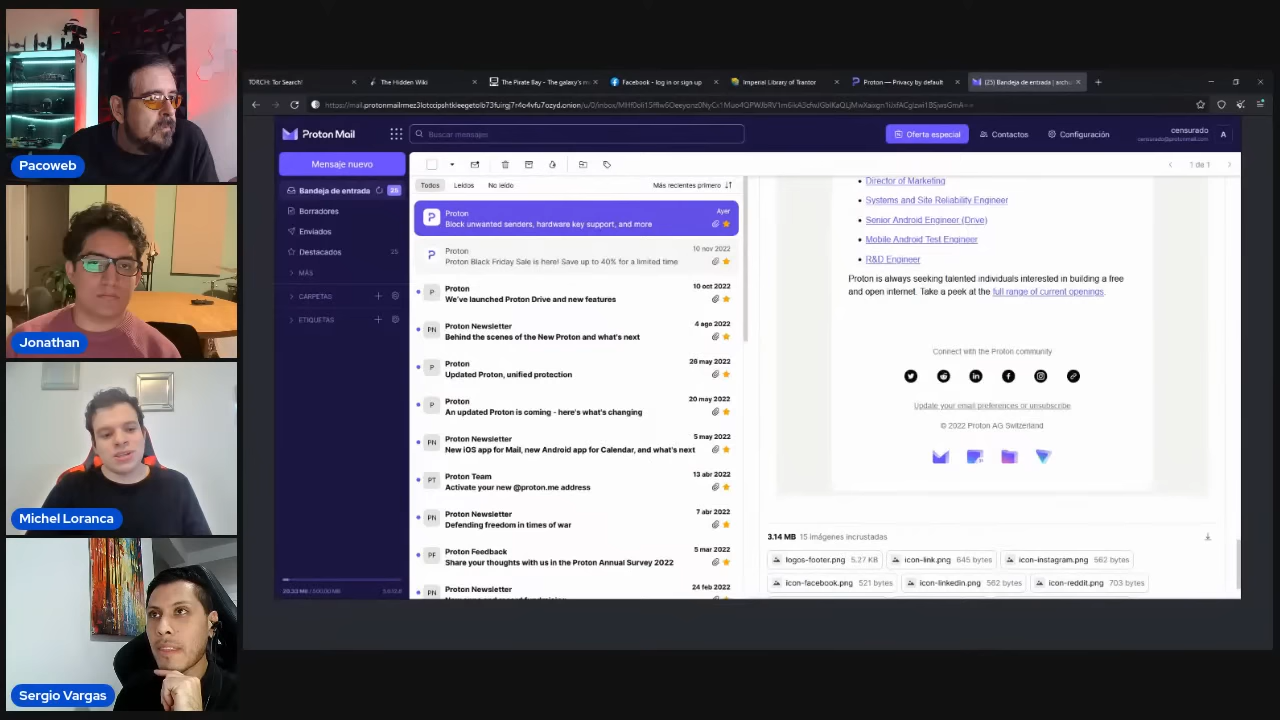 Pacoweb
Jonathan
Michel Loranca
Sergio Vargas
TORCH: Tor Search!
The Hidden Wiki
The Pirate Bay - The galaxy's m
Facebook - log in or sign up
Imperial Library of Trantor
Proton — Privacy by default
(25) Bandeja de entrada |
Proton Mail
Buscar mensajes
Oferta especial
Contactos
Configuración
censurado
A
Mensaje nuevo
1 de 1
Bandeja de entrada 25
Borradores
Enviados
Destacados 25
MÁS
CARPETAS
ETIQUETAS
Todos
Leídos
No leído
Más recientes primero
Proton Ayer
Block unwanted senders, hardware key support, and more
Proton 10 nov 2022
Proton Black Friday Sale is here! Save up to 40% for a limited time
P Proton 10 oct 2022
We've launched Proton Drive and new features
PN Proton Newsletter 4 ago 2022
Behind the scenes of the New Proton and what's next
P Proton 26 may 2022
Updated Proton, unified protection
P Proton 20 may 2022
An updated Proton is coming - here's what's changing
PN Proton Newsletter 5 may 2022
New iOS app for Mail, new Android app for Calendar, and what's next
PT Proton Team 13 abr 2022
Activate your new @proton.me address
PN Proton Newsletter 7 abr 2022
Defending freedom in times of war
PF Proton Feedback 5 mar 2022
Share your thoughts with us in the Proton Annual Survey 2022
PN Proton Newsletter 24 feb 2022
Director of Marketing
Systems and Site Reliability Engineer
Senior Android Engineer (Drive)
Mobile Android Test Engineer
R&D Engineer
Proton is always seeking talented individuals interested in building a free
and open internet. Take a peek at the full range of current openings.
Connect with the Proton community
Update your email preferences or unsubscribe
© 2022 Proton AG Switzerland
3.14 MB 15 imágenes incrustadas
logos-footer.png 5.27 KB
icon-link.png 645 bytes
icon-instagram.png 562 bytes
icon-facebook.png 521 bytes
icon-linkedin.png 562 bytes
icon-reddit.png 703 bytes